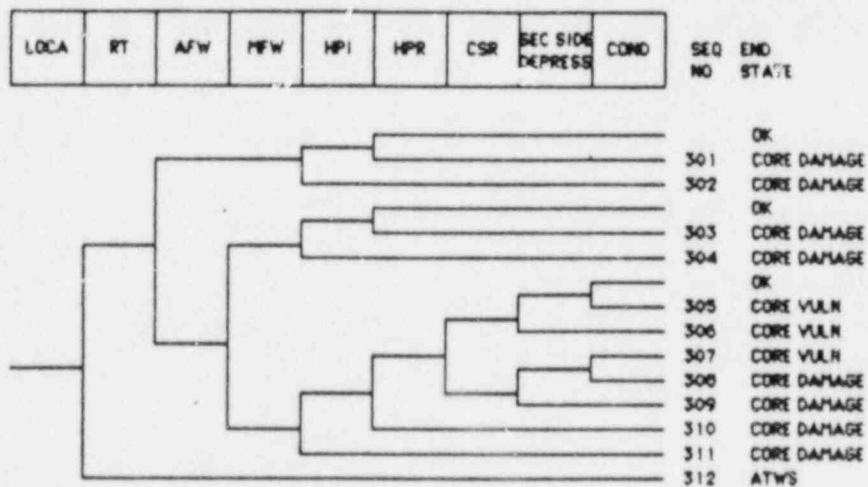 LOCA RT AFW MFW HPI HPR CSR SEC SIDE DEPRESS COND SEQ NO END STATE
OK
301 CORE DAMAGE
302 CORE DAMAGE
OK
303 CORE DAMAGE
304 CORE DAMAGE
OK
305 CORE VULN
306 CORE VULN
307 CORE VULN
308 CORE DAMAGE
309 CORE DAMAGE
310 CORE DAMAGE
311 CORE DAMAGE
312 ATWS